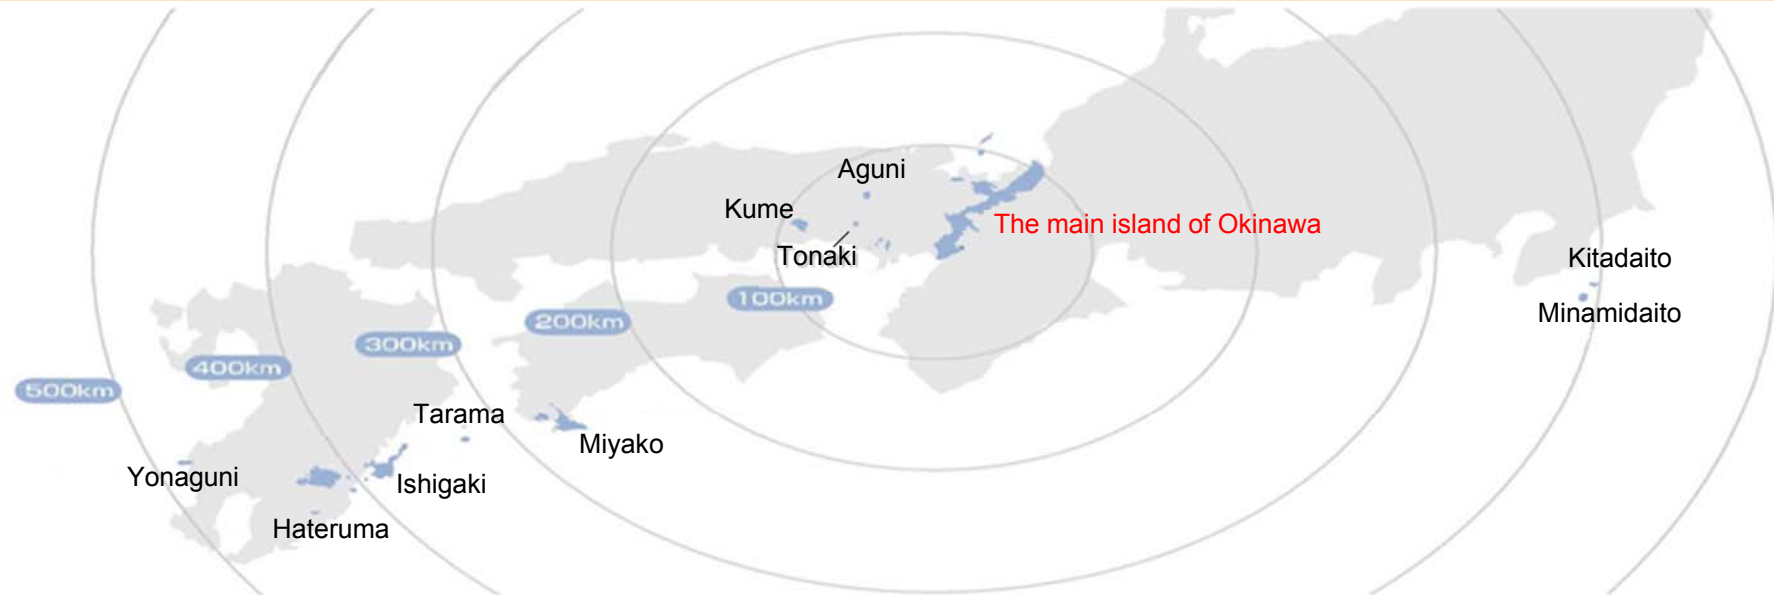 Aguni
Kume
The main island of Okinawa
Tonaki
Kitadaito
100km
Minamidaito
200km
300km
400km
500km
Tarama
Miyako
Yonaguni
Ishigaki
Hateruma